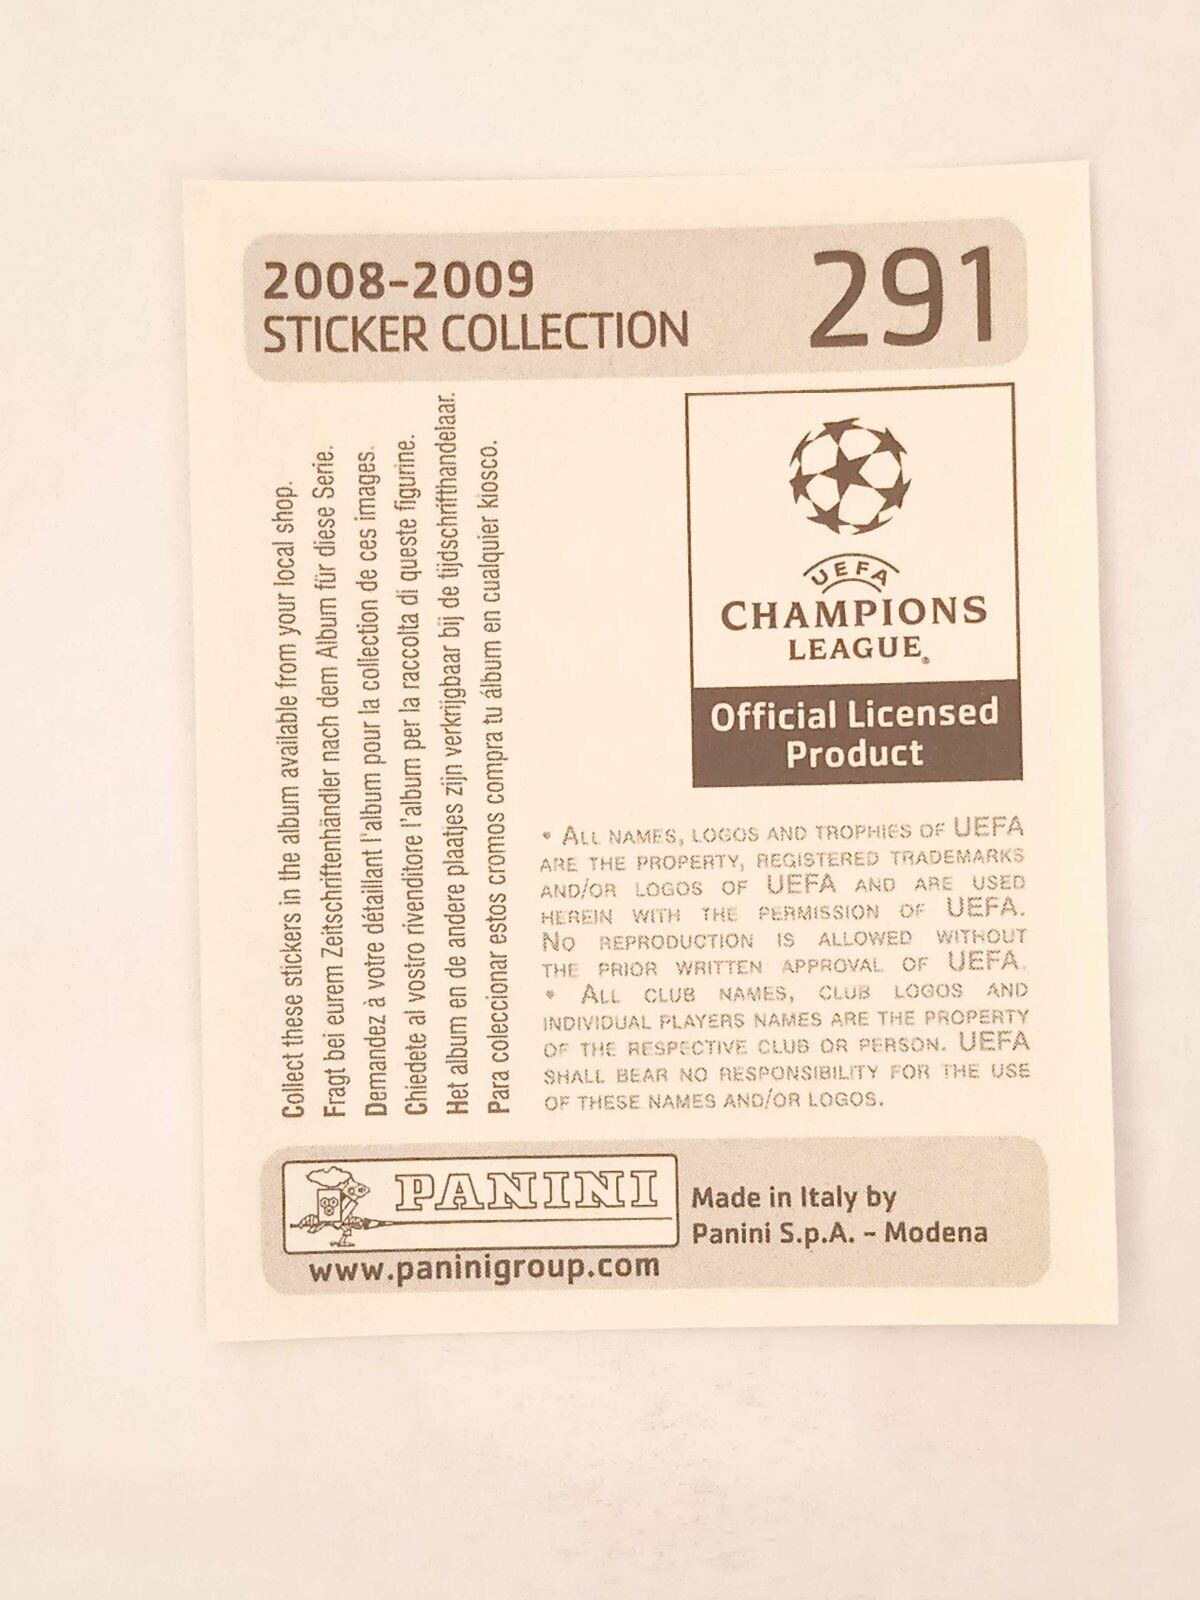 2008-2009
STICKER COLLECTION
291
Collect these stickers in the album available from your local shop.
Fragt bei eurem Zeitschriftenhändler nach dem Album für diese Serie.
Demandez à votre détaillant l'album pour la collection de ces images.
Chiedete al vostro rivenditore l'album per la raccolta di queste figurine.
Het album en de andere plaatjes zijn verkrijgbaar bij de tijdschrifthandelaar.
Para coleccionar estos cromos compra tu álbum en cualquier kiosco.
UEFA
CHAMPIONS
LEAGUE®
Official Licensed
Product
• ALL NAMES, LOGOS AND TROPHIES OF UEFA
ARE THE PROPERTY, REGISTERED TRADEMARKS
AND/OR LOGOS OF UEFA AND ARE USED
HEREIN WITH THE PERMISSION OF UEFA.
NO REPRODUCTION IS ALLOWED WITHOUT
THE PRIOR WRITTEN APPROVAL OF UEFA.
• ALL CLUB NAMES, CLUB LOGOS AND
INDIVIDUAL PLAYERS NAMES ARE THE PROPERTY
OF THE RESPECTIVE CLUB OR PERSON. UEFA
SHALL BEAR NO RESPONSIBILITY FOR THE USE
OF THESE NAMES AND/OR LOGOS.
PANINI
www.paninigroup.com
Made in Italy by
Panini S.p.A. - Modena